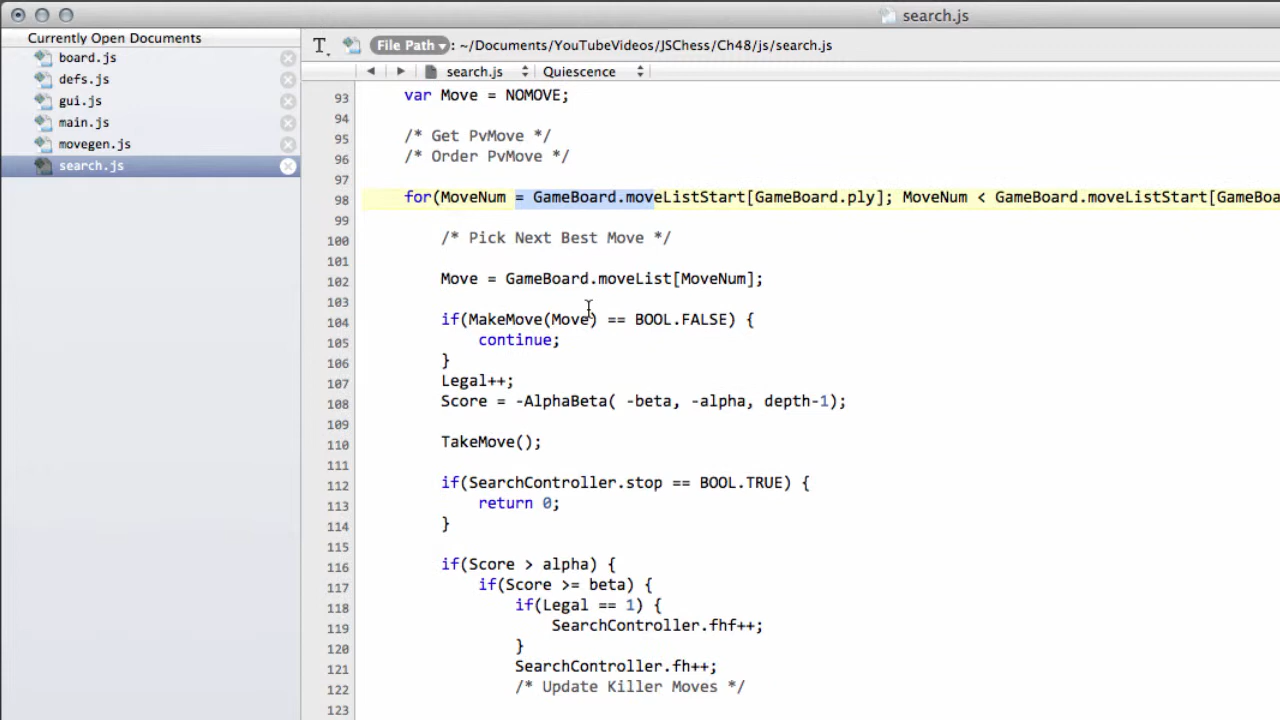 search.js
Currently Open Documents
board.js
defs.js
gui.js
main.js
movegen.js
search.js
T. File Path ▾ : ~/Documents/YouTubeVideos/JSChess/Ch48/js/search.js
search.js Quiescence
93 var Move = NOMOVE;
94
95 /* Get PvMove */
96 /* Order PvMove */
97
98 for(MoveNum = GameBoard.moveListStart[GameBoard.ply]; MoveNum < GameBoard.moveListStart[GameBoa
99
100 /* Pick Next Best Move */
101
102 Move = GameBoard.moveList[MoveNum];
103
104 if(MakeMove(Move) == BOOL.FALSE) {
105 continue;
106 }
107 Legal++;
108 Score = -AlphaBeta( -beta, -alpha, depth-1);
109
110 TakeMove();
111
112 if(SearchController.stop == BOOL.TRUE) {
113 return 0;
114 }
115
116 if(Score > alpha) {
117 if(Score >= beta) {
118 if(Legal == 1) {
119 SearchController.fhf++;
120 }
121 SearchController.fh++;
122 /* Update Killer Moves */
123